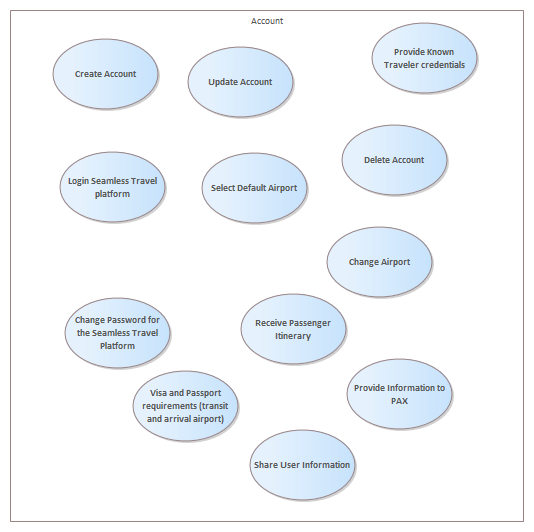 Account
Provide Known
Traveler credentials
Create Account
Update Account
Delete Account
Login Seamless Travel
platform
Select Default Airport
Change Airport
Change Password for
the Seamless Travel
Platform
Receive Passenger
Itinerary
Visa and Passport
requirements (transit
and arrival airport)
Provide Information to
PAX
Share User Information